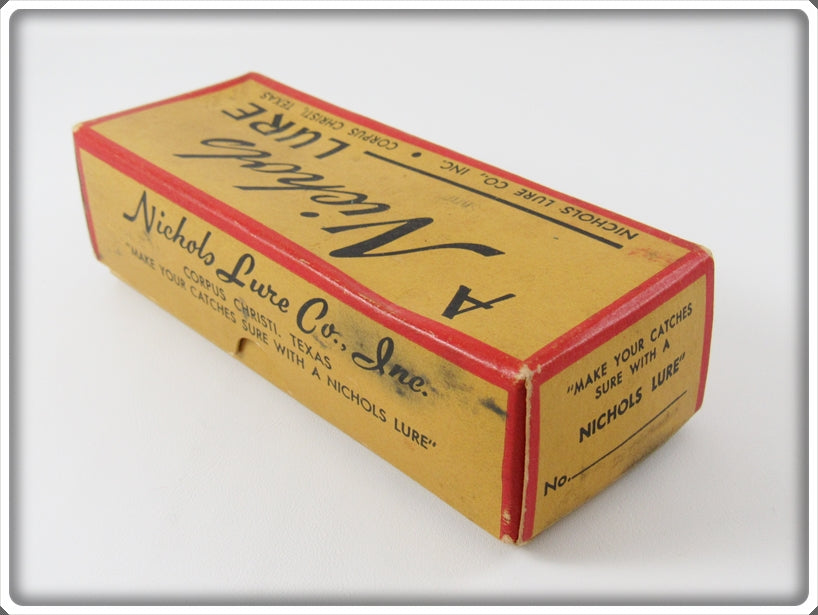 A Nichols LURE
NICHOLS LURE CO., INC. • CORPUS CHRISTI, TEXAS
Nichols Lure Co., Inc.
CORPUS CHRISTI, TEXAS
"MAKE YOUR CATCHES SURE WITH A NICHOLS LURE"
"MAKE YOUR CATCHES
SURE WITH A
NICHOLS LURE"
No.